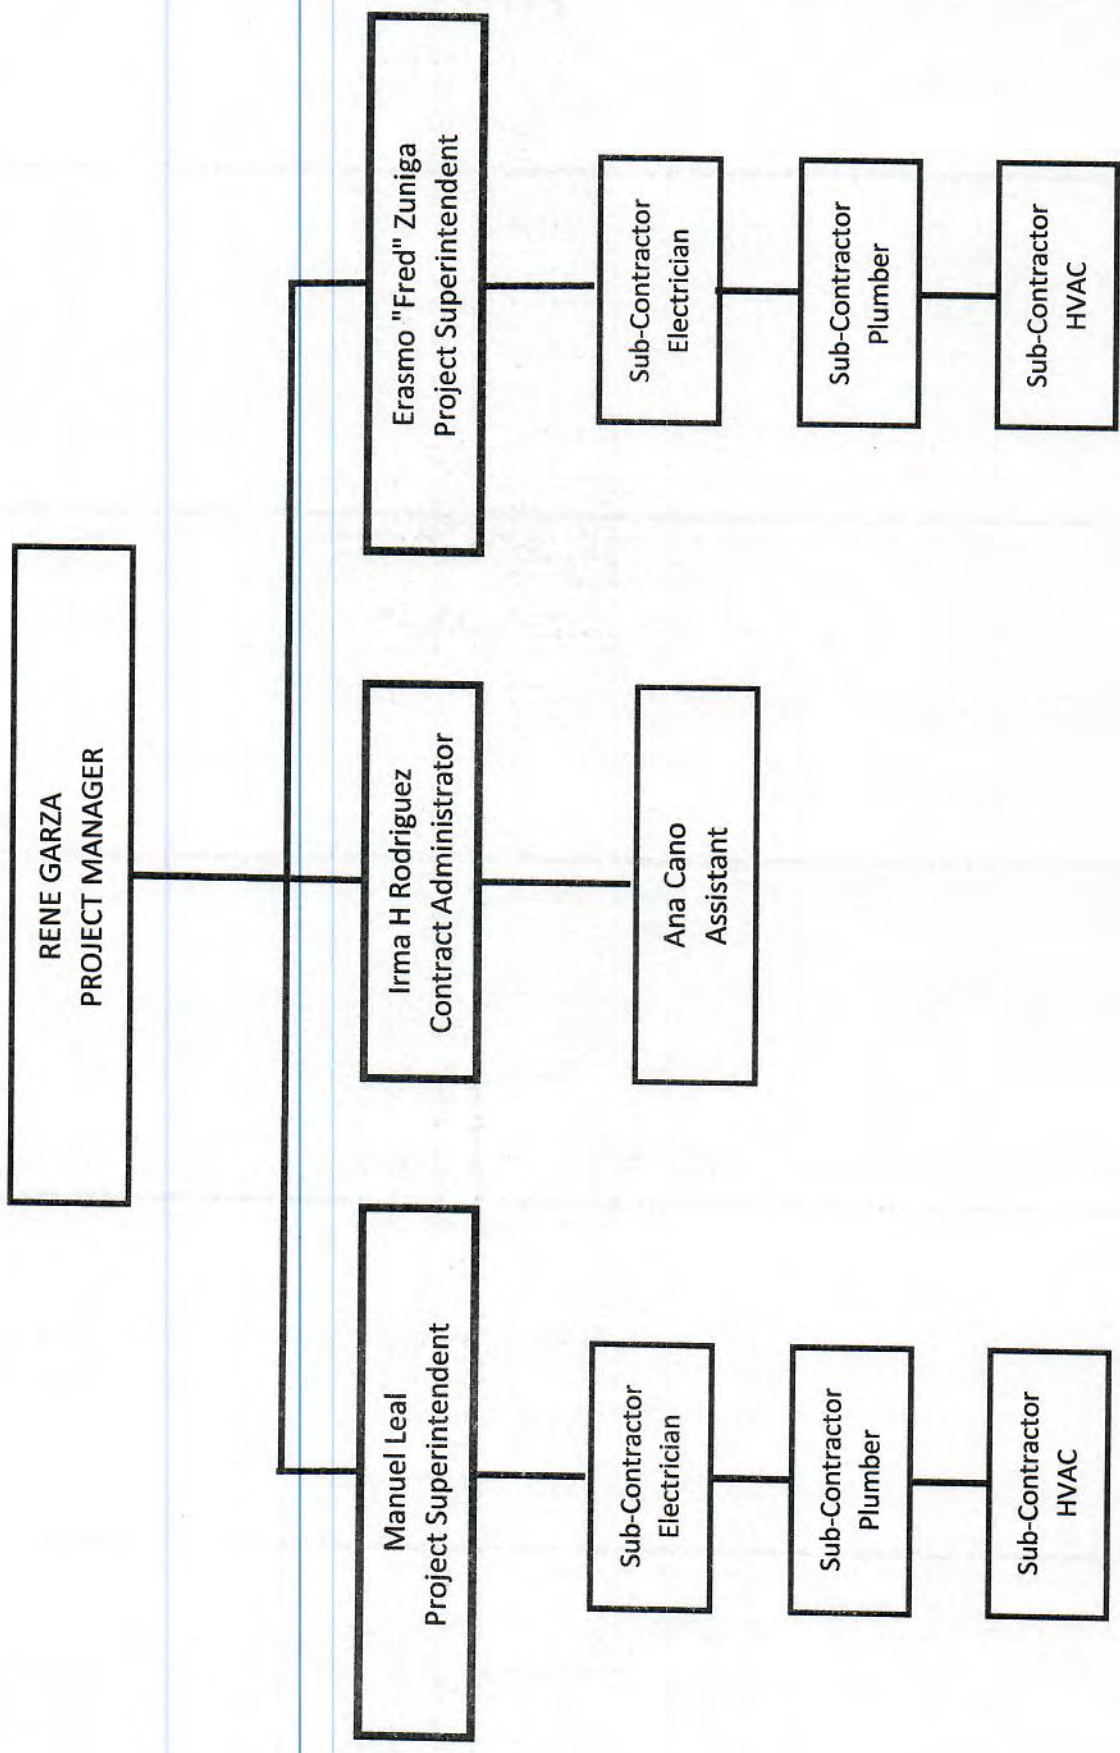 RENE GARZA
PROJECT MANAGER
Manuel Leal
Project Superintendent
Irma H Rodriguez
Contract Administrator
Erasmo "Fred" Zuniga
Project Superintendent
Sub-Contractor
Electrician
Ana Cano
Assistant
Sub-Contractor
Electrician
Sub-Contractor
Plumber
Sub-Contractor
Plumber
Sub-Contractor
HVAC
Sub-Contractor
HVAC